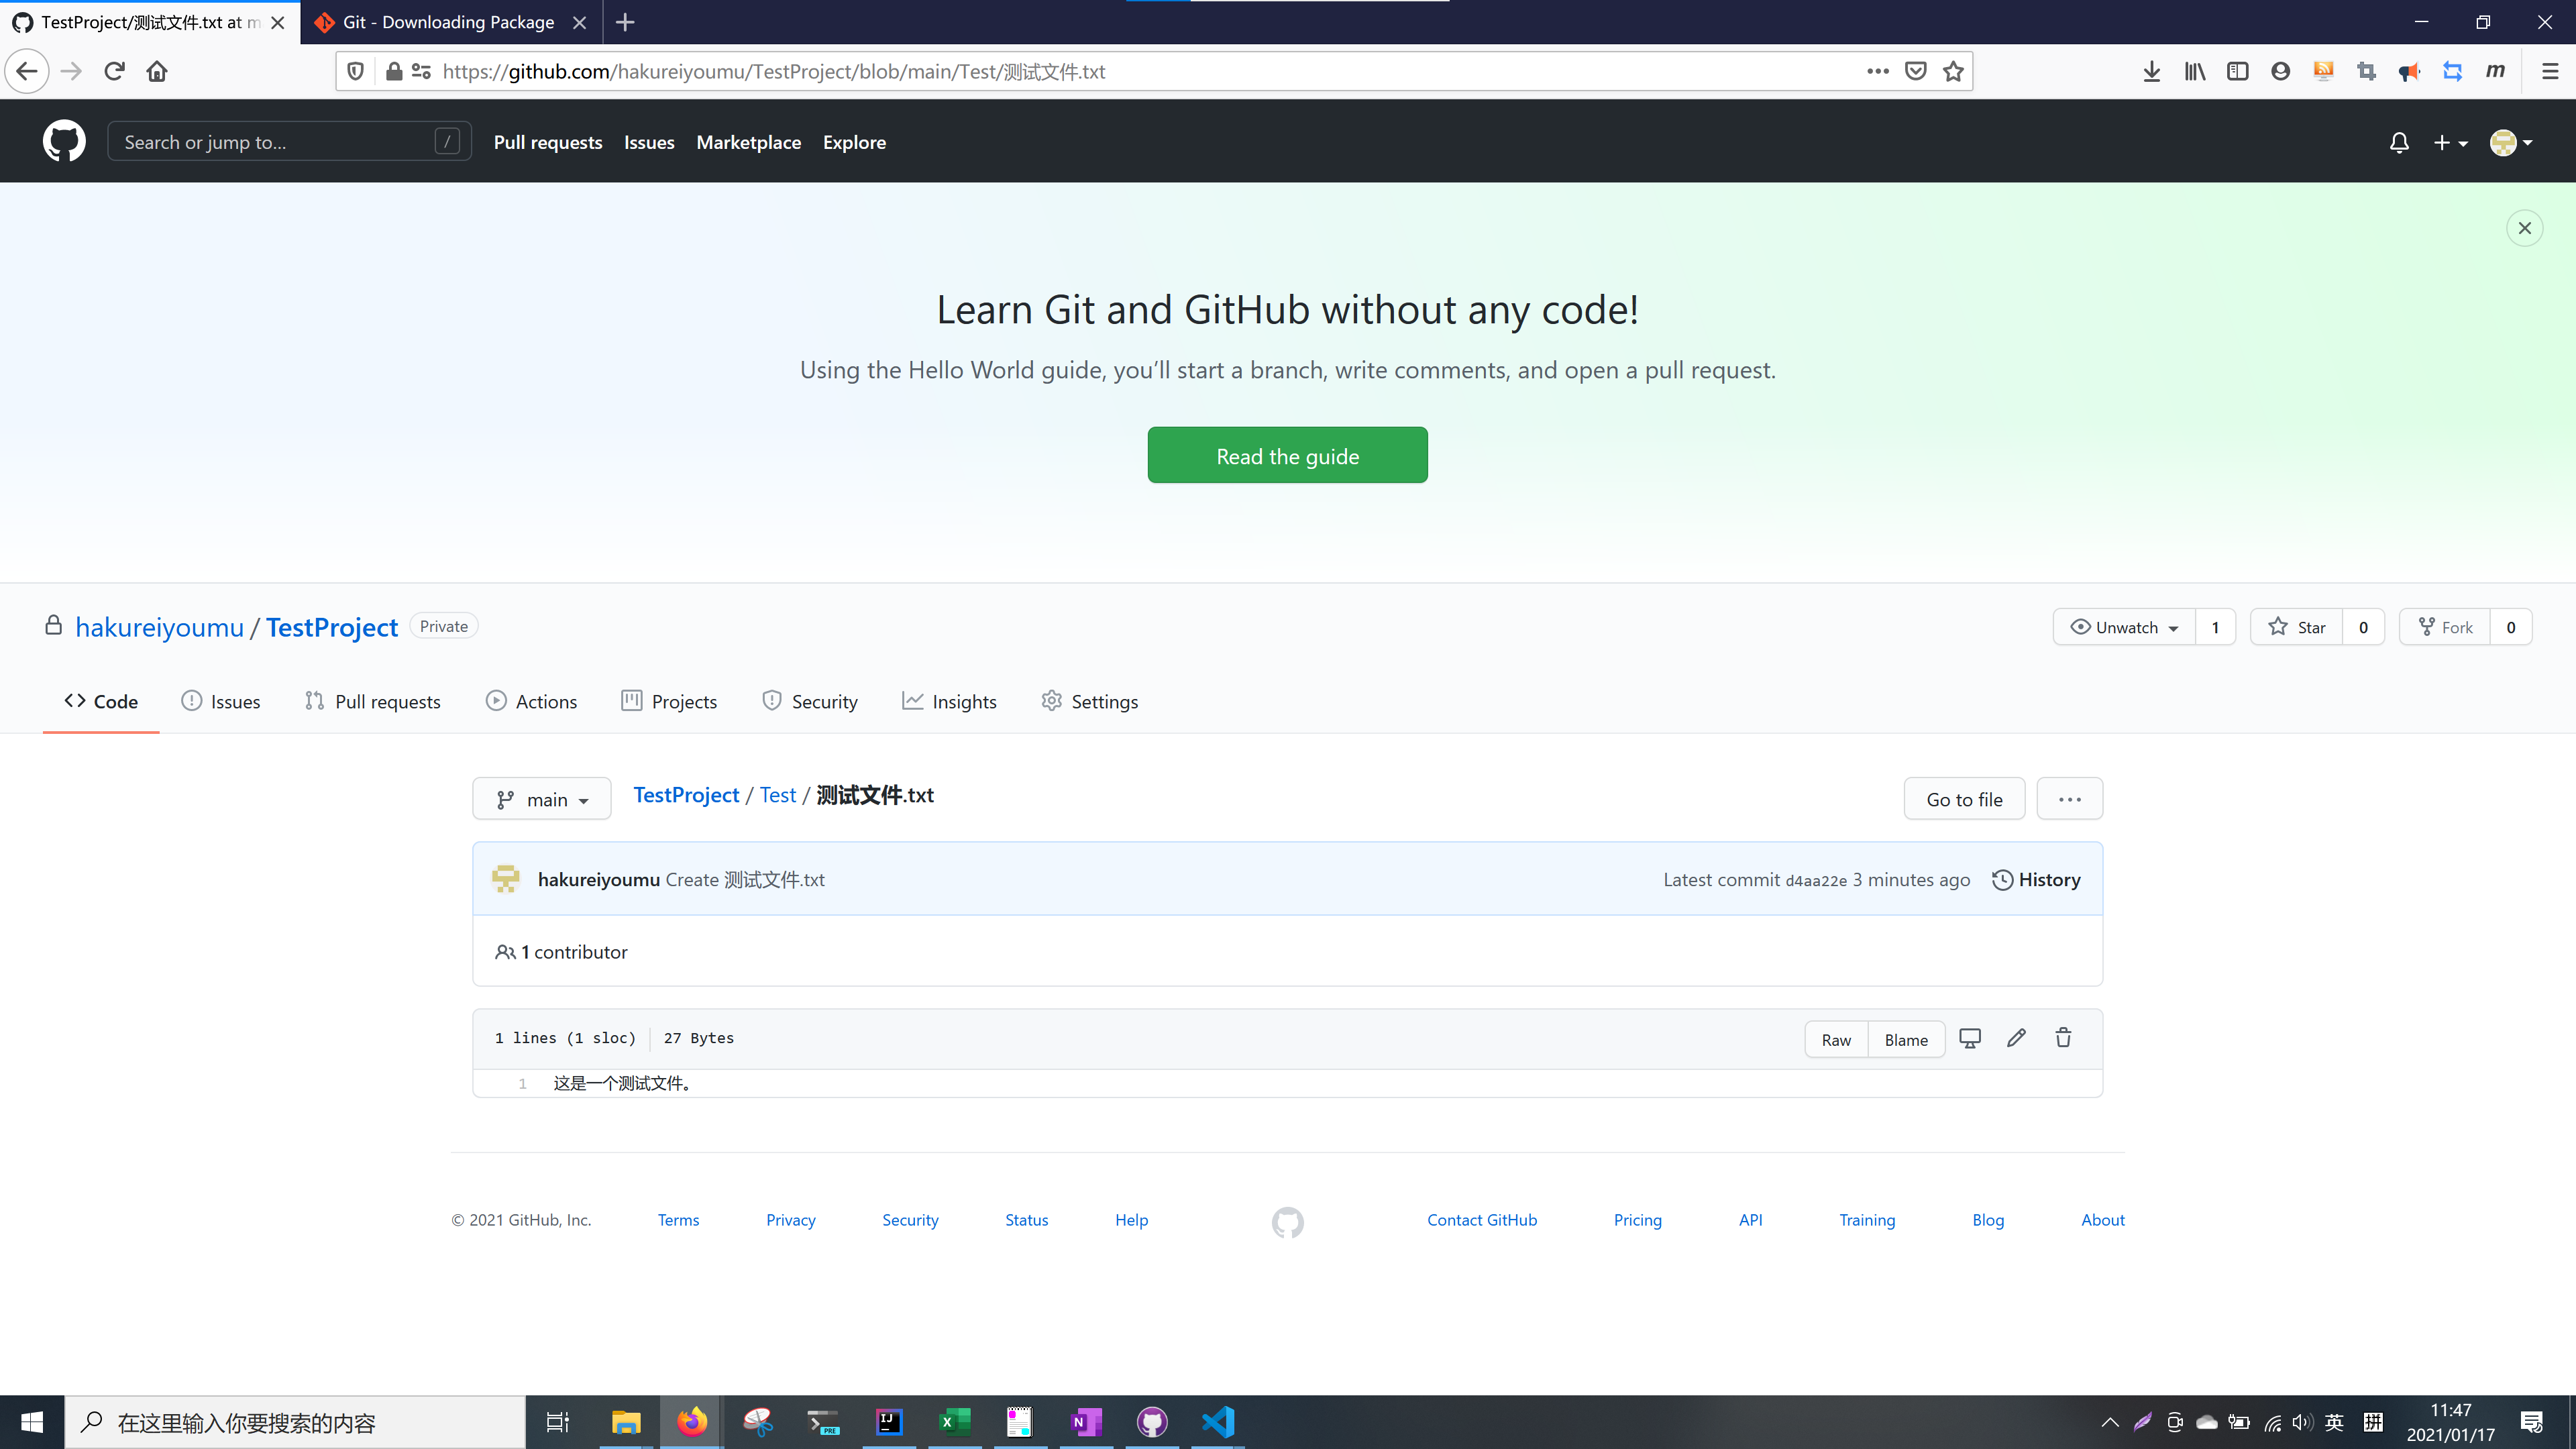 TestProject/测试文件.txt at m
Git - Downloading Package
https://github.com/hakureiyoumu/TestProject/blob/main/Test/测试文件.txt
m
Search or jump to... /
Pull requests Issues Marketplace Explore
Learn Git and GitHub without any code!
Using the Hello World guide, you’ll start a branch, write comments, and open a pull request.
Read the guide
hakureiyoumu / TestProject Private
Unwatch 1 Star 0 Fork 0
Code Issues Pull requests Actions Projects Security Insights Settings
main TestProject / Test / 测试文件.txt Go to file
hakureiyoumu Create 测试文件.txt Latest commit d4aa22e 3 minutes ago History
1 contributor
1 lines (1 sloc) 27 Bytes Raw Blame
1 这是一个测试文件。
© 2021 GitHub, Inc. Terms Privacy Security Status Help Contact GitHub Pricing API Training Blog About
在这里输入你要搜索的内容
PRE
IJ
X
N
英
拼
11:47
2021/01/17